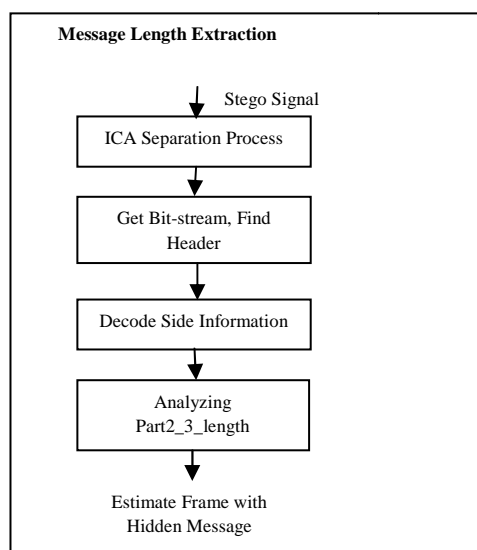 Message Length Extraction
Stego Signal
ICA Separation Process
Get Bit-stream, Find
Header
Decode Side Information
Analyzing
Part2_3_length
Estimate Frame with
Hidden Message